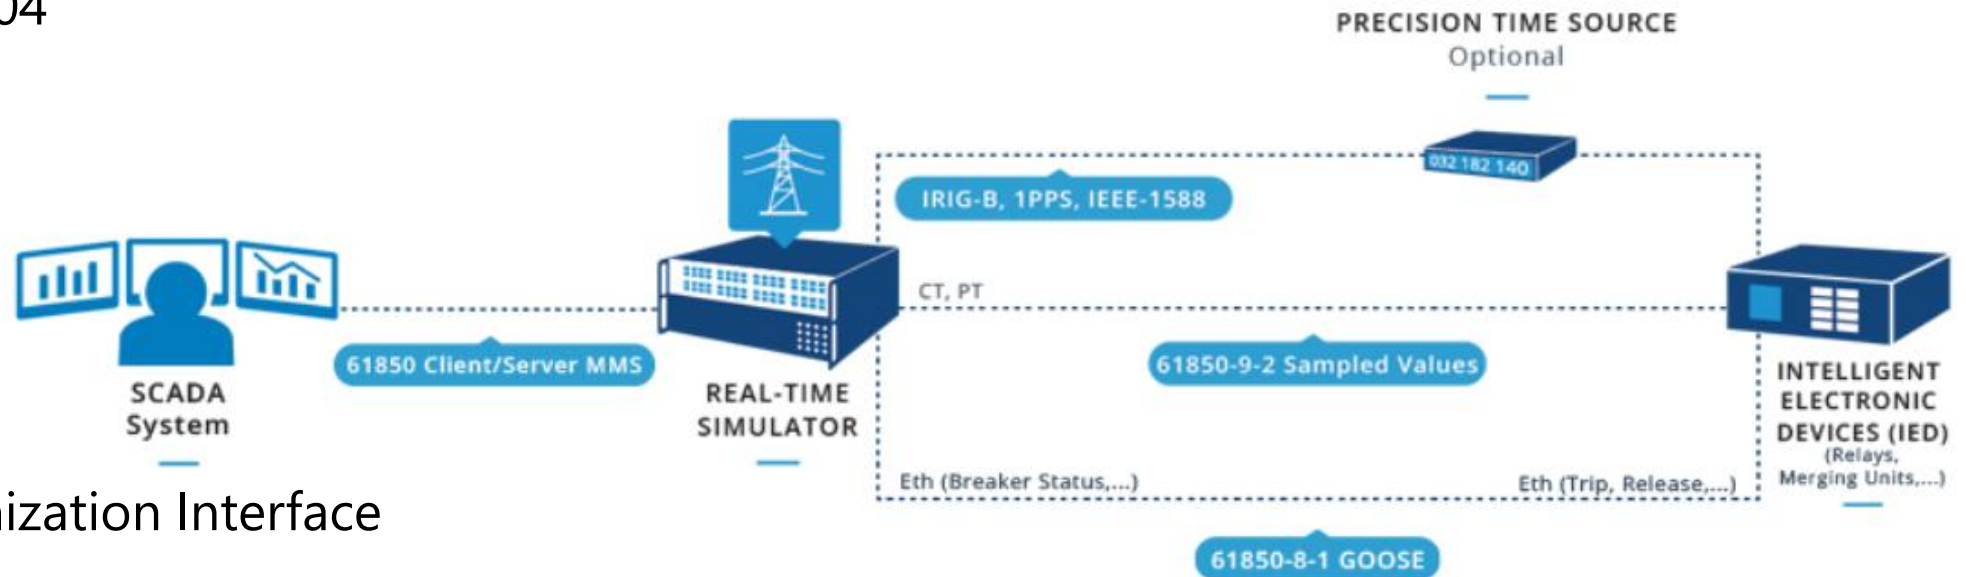 04
PRECISION TIME SOURCE
Optional
032 182 140
IRIG-B, 1PPS, IEEE-1588
CT, PT
61850 Client/Server MMS
61850-9-2 Sampled Values
SCADA
System
REAL-TIME
SIMULATOR
INTELLIGENT
ELECTRONIC
DEVICES (IED)
(Relays,
Merging Units,...)
Eth (Breaker Status,...)
Eth (Trip, Release,...)
ization Interface
61850-8-1 GOOSE